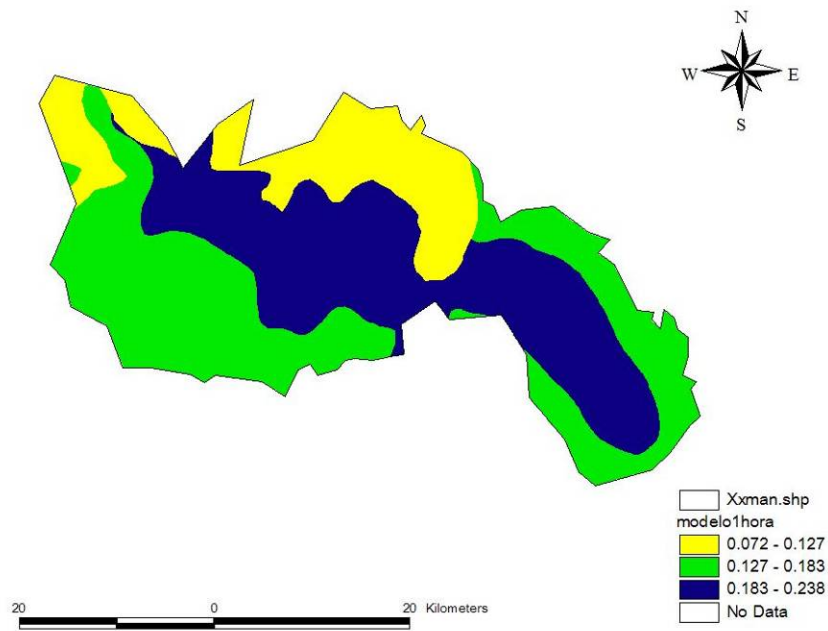 N
W E
S
Xxman.shp
modelo1hora
0.072 - 0.127
0.127 - 0.183
0.183 - 0.238
No Data
20 0 20 Kilometers